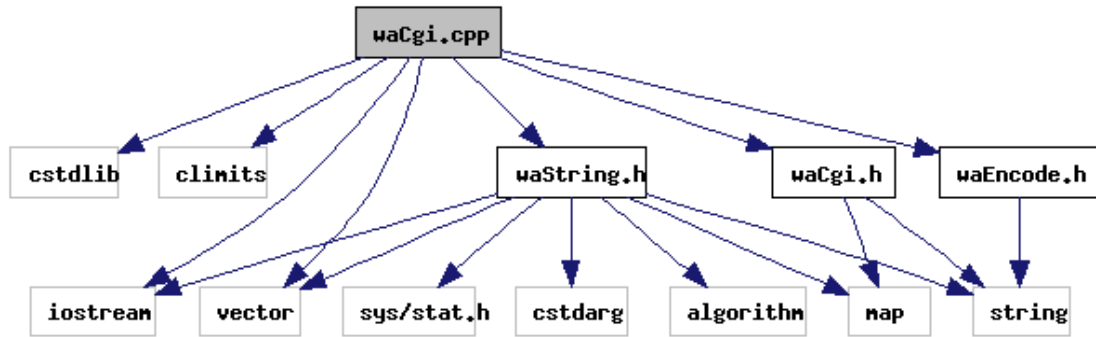 waCgi.cpp
cstdlib
climits
waString.h
waCgi.h
waEncode.h
iostream
vector
sys/stat.h
cstdarg
algorithm
map
string